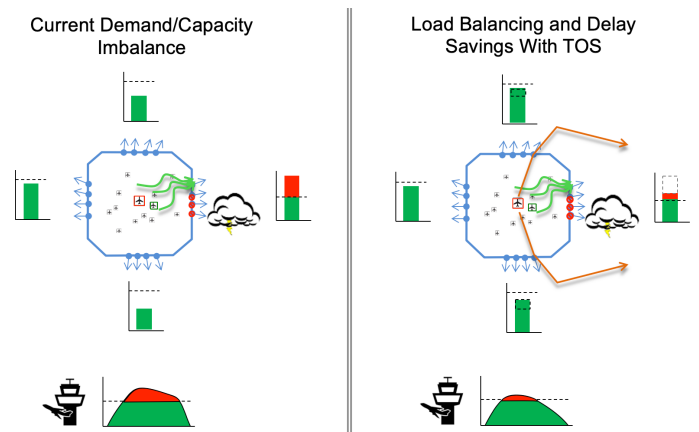 Current Demand/Capacity
Imbalance
Load Balancing and Delay
Savings With TOS